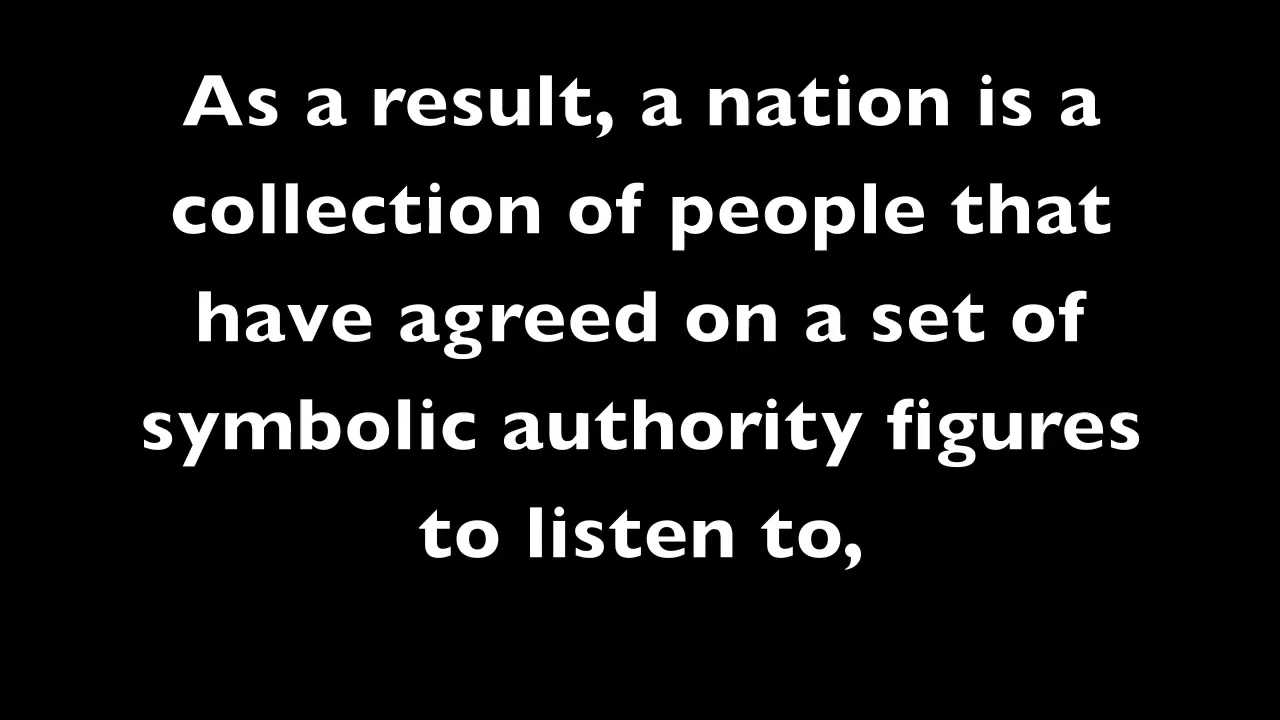 As a result, a nation is a
collection of people that
have agreed on a set of
symbolic authority figures
to listen to,